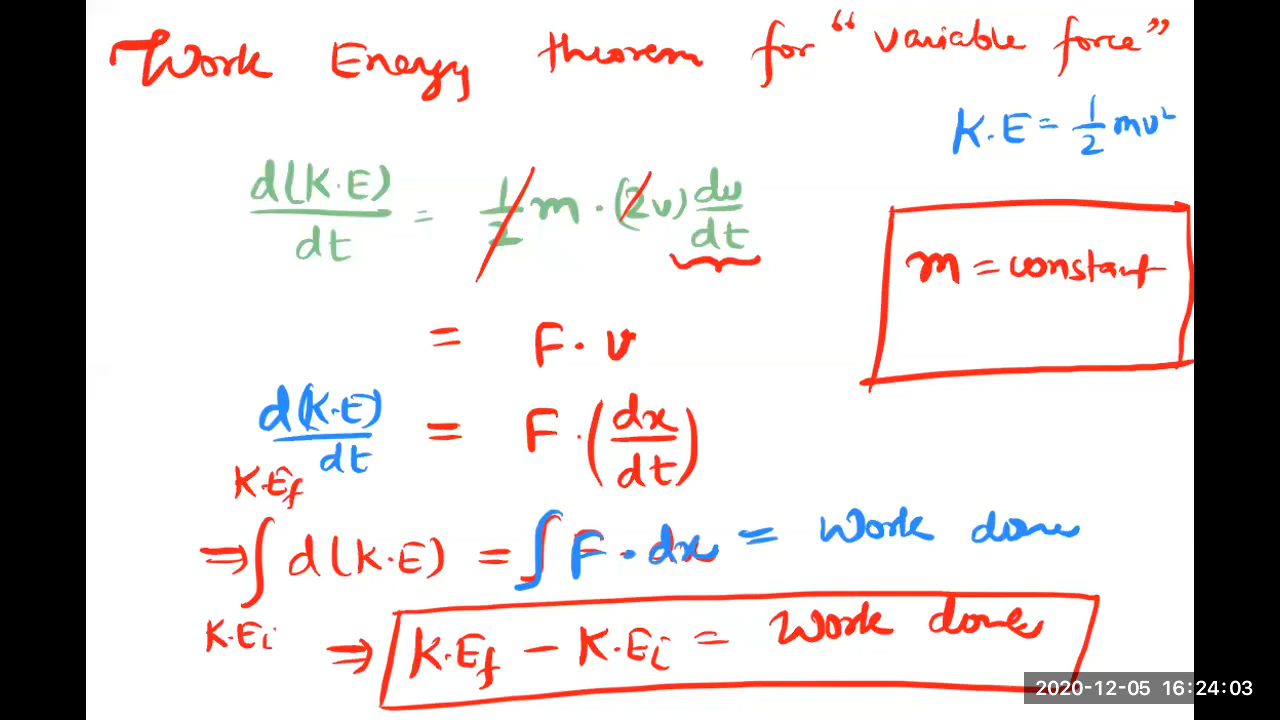 Work Energy theorem for "variable force"
K.E = 1/2 mv²
d(K.E)/dt = 1/2 m · (2v) dv/dt
m = constant
= F · v
d(K.E)/dt = F · (dx/dt)
⇒ ∫_{K.Ei}^{K.Ef} d(K.E) = ∫ F · dx = Work done
⇒ K.Ef − K.Ei = Work done
2020-12-05 16:24:03